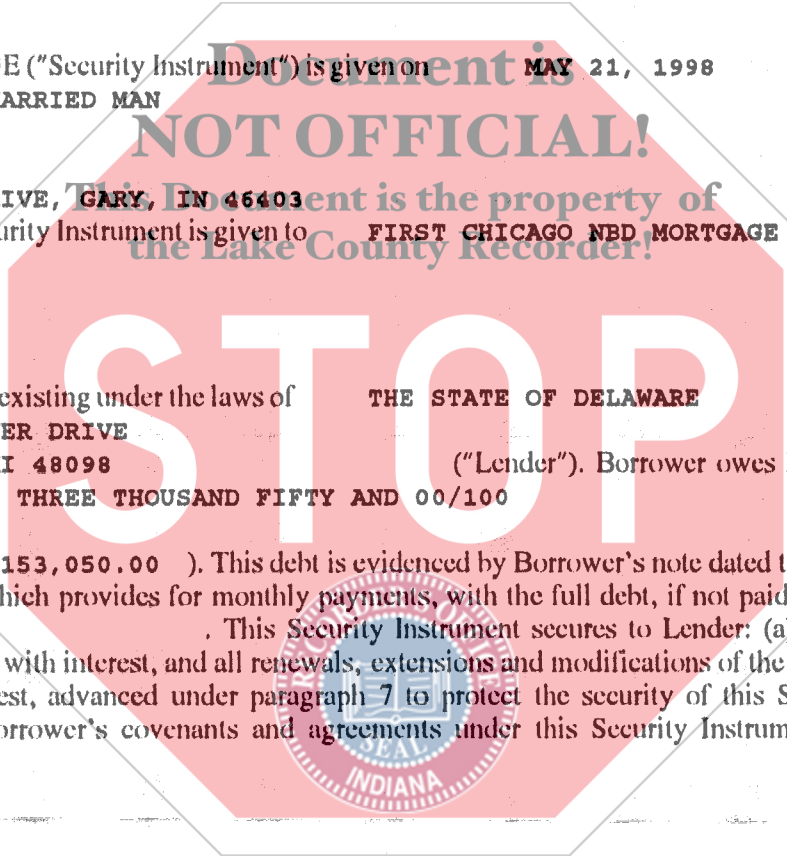 E ("Security Instrument") is given on MAY 21, 1998
ARRIED MAN
IVE, GARY, IN 46403
urity Instrument is given to FIRST CHICAGO NBD MORTGAGE
existing under the laws of THE STATE OF DELAWARE
ER DRIVE
I 48098 ("Lender"). Borrower owes
THREE THOUSAND FIFTY AND 00/100
153,050.00 ). This debt is evidenced by Borrower's note dated t
hich provides for monthly payments, with the full debt, if not paid
. This Security Instrument secures to Lender: (a
with interest, and all renewals, extensions and modifications of the
est, advanced under paragraph 7 to protect the security of this S
orrower's covenants and agreements under this Security Instrum
Document is
NOT OFFICIAL!
This Document is the property of
the Lake County Recorder!
STOP
SEAL
INDIANA